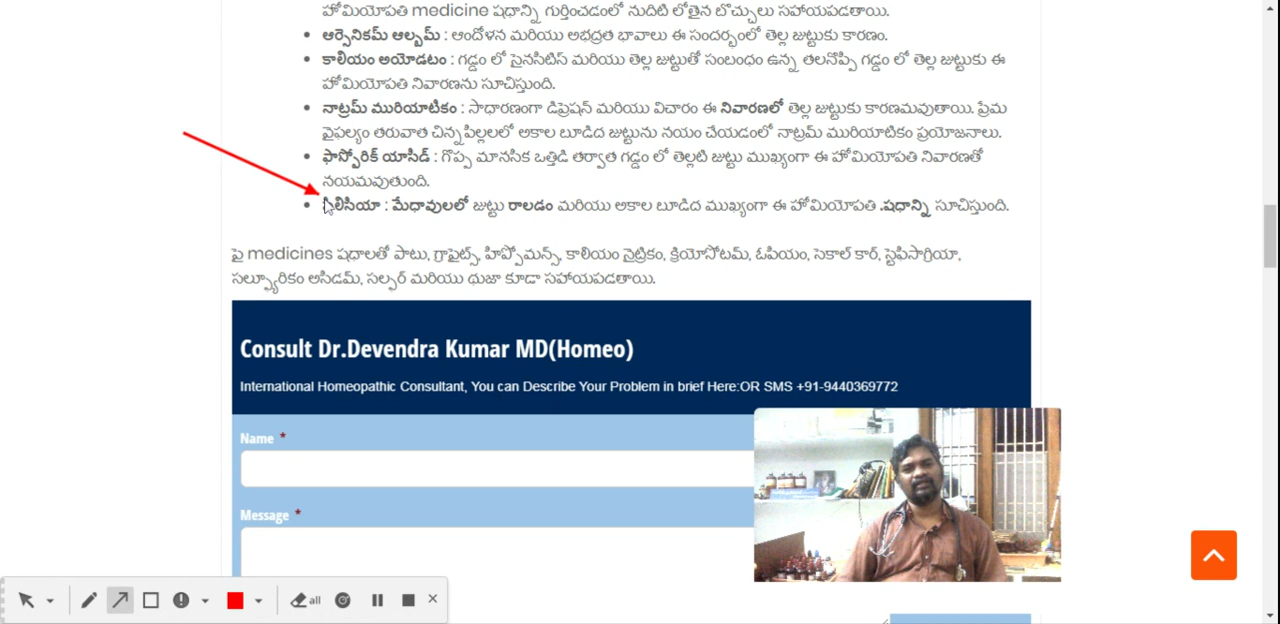 హోమియోపతి medicine షధాన్ని గుర్తించడంలో నుదిటి లోతైన బొచ్చులు సహాయపడతాయి.
ఆర్సెనికమ్ ఆల్బమ్ : ఆందోళన మరియు అభద్రత భావాలు ఈ సందర్భంలో తెల్ల జుట్టుకు కారణం.
కాలియం అయోడటం : గడ్డం లో సైనసిటిస్ మరియు తెల్ల జుట్టుతో సంబంధం ఉన్న తలనొప్పి గడ్డం లో తెల్ల జుట్టుకు ఈ
హోమియోపతి నివారణను సూచిస్తుంది.
నాట్రమ్ మురియాటికం : సాధారణంగా డిప్రెషన్ మరియు విచారం ఈ నివారణలో తెల్ల జుట్టుకు కారణమవుతాయి. ప్రేమ
వైఫల్యం తరువాత చిన్నపిల్లలలో అకాల బూడిద జుట్టును నయం చేయడంలో నాట్రమ్ మురియాటికం ప్రయోజనాలు.
ఫాస్ఫోరిక్ యాసిడ్ : గొప్ప మానసిక ఒత్తిడి తర్వాత గడ్డం లో తెల్లటి జుట్టు ముఖ్యంగా ఈ హోమియోపతి నివారణతో
నయమవుతుంది.
సిలిసియా : మేధావులలో జుట్టు రాలడం మరియు అకాల బూడిద ముఖ్యంగా ఈ హోమియోపతి .షధాన్ని సూచిస్తుంది.
పై medicines షధాలతో పాటు, గ్రాఫైట్స్, హిప్పోమన్స్, కాలియం నైట్రికం, క్రియోసోటమ్, ఓపియం, సెకాల్ కార్, స్టెఫిసాగ్రియా,
సల్ఫ్యూరికం అసిడమ్, సల్ఫర్ మరియు థుజా కూడా సహాయపడతాయి.
Consult Dr.Devendra Kumar MD(Homeo)
International Homeopathic Consultant, You can Describe Your Problem in brief Here:OR SMS +91-9440369772
Name *
Message *
all